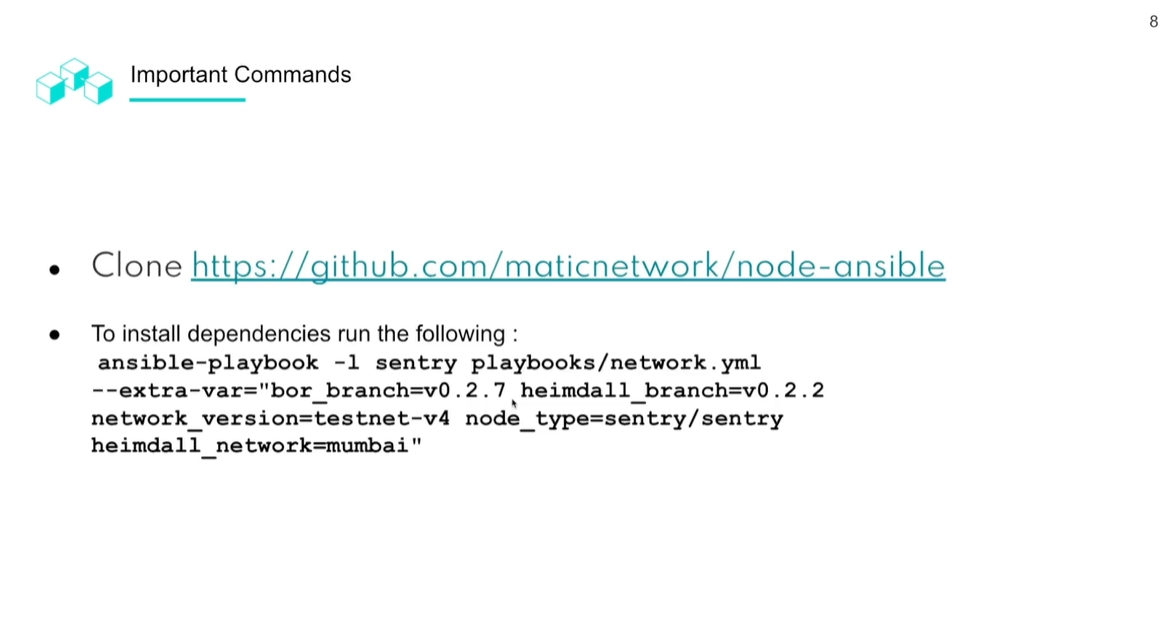 8
Important Commands
● Clone https://github.com/maticnetwork/node-ansible
● To install dependencies run the following :
ansible-playbook -l sentry playbooks/network.yml
--extra-var="bor_branch=v0.2.7 heimdall_branch=v0.2.2
network_version=testnet-v4 node_type=sentry/sentry
heimdall_network=mumbai"